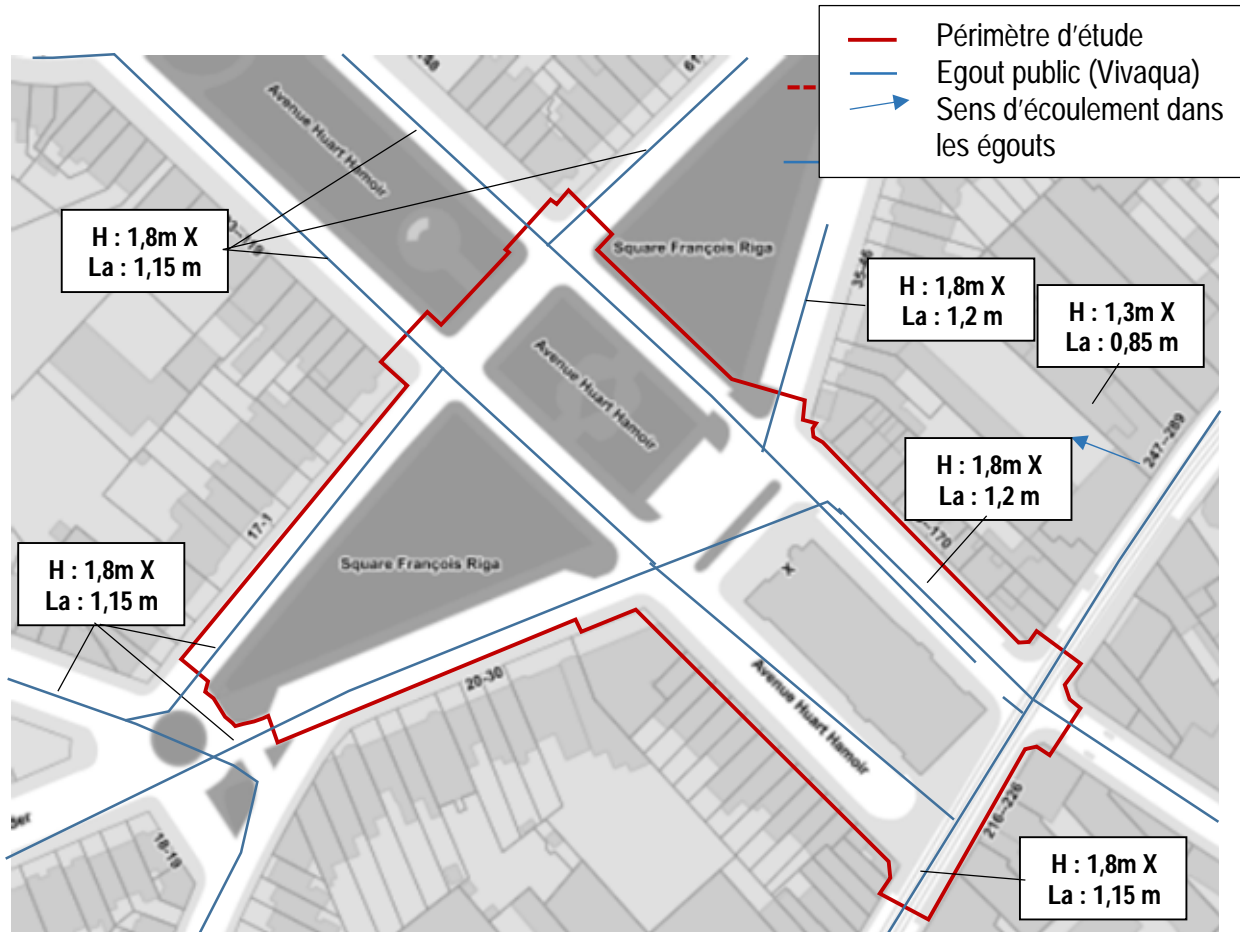 Périmètre d'étude
Egout public (Vivaqua)
Sens d'écoulement dans
les égouts
Avenue Huart Hamoir
H : 1,8m X
La : 1,15 m
Square François Riga
35-46
H : 1,8m X
La : 1,2 m
H : 1,3m X
La : 0,85 m
Avenue Huart Hamoir
247--289
H : 1,8m X
La : 1,2 m
17-1
Square François Riga
H : 1,8m X
La : 1,15 m
20-30
Avenue Huart Hamoir
216--226
18-19
H : 1,8m X
La : 1,15 m